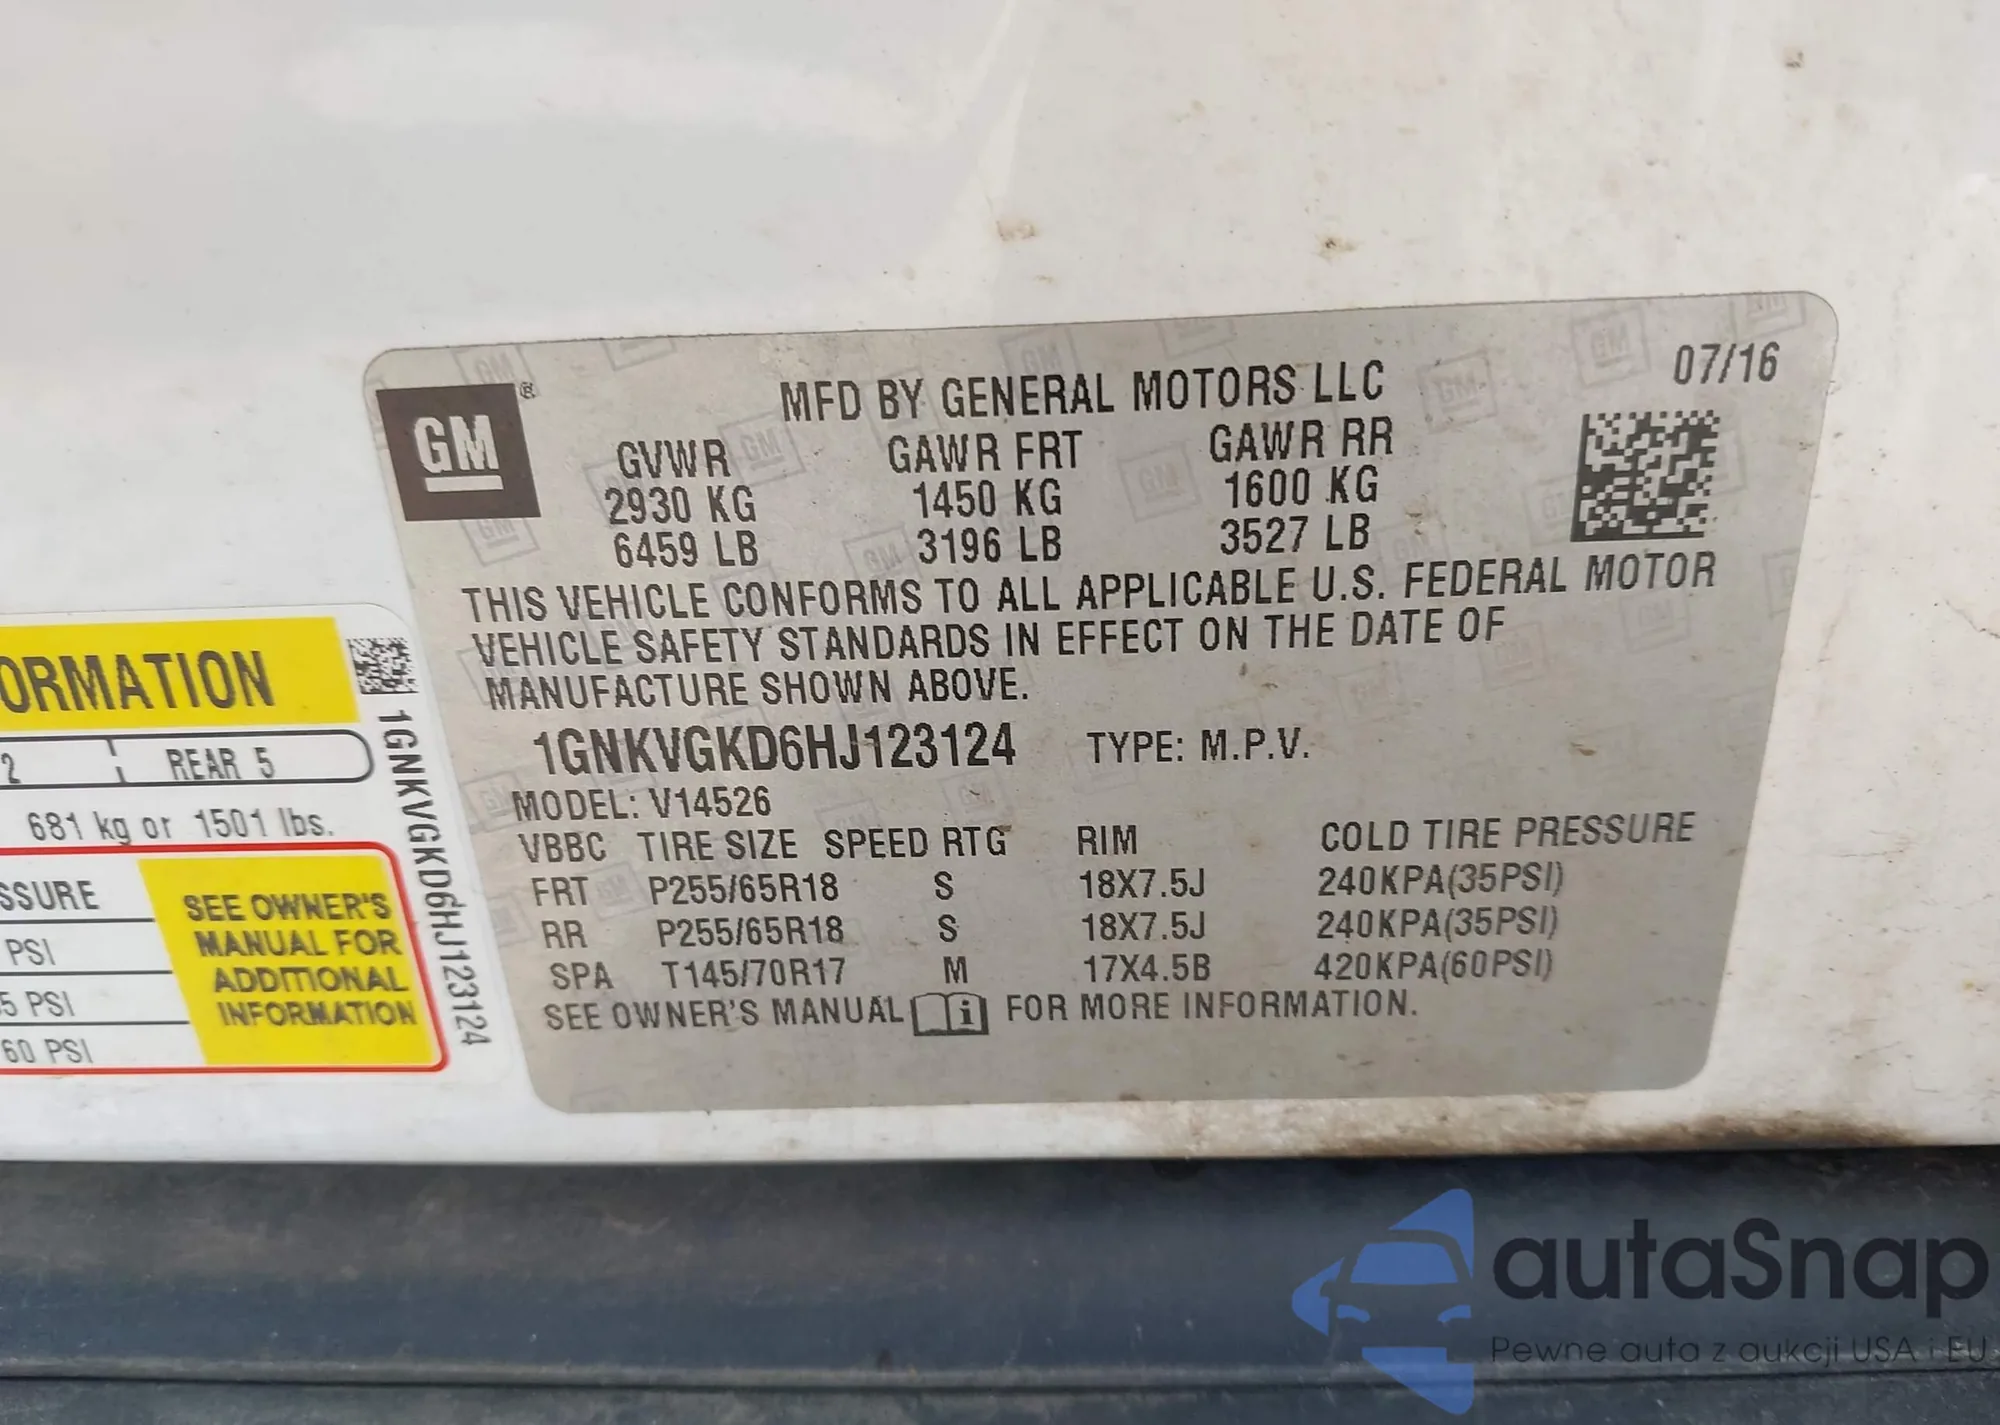 GM®
MFD BY GENERAL MOTORS LLC
07/16
GVWR GAWR FRT GAWR RR
2930 KG 1450 KG 1600 KG
6459 LB 3196 LB 3527 LB
THIS VEHICLE CONFORMS TO ALL APPLICABLE U.S. FEDERAL MOTOR
VEHICLE SAFETY STANDARDS IN EFFECT ON THE DATE OF
MANUFACTURE SHOWN ABOVE.
1GNKVGKD6HJ123124 TYPE: M.P.V.
MODEL: V14526
VBBC TIRE SIZE SPEED RTG RIM COLD TIRE PRESSURE
FRT P255/65R18 S 18X7.5J 240KPA(35PSI)
RR P255/65R18 S 18X7.5J 240KPA(35PSI)
SPA T145/70R17 M 17X4.5B 420KPA(60PSI)
SEE OWNER'S MANUAL i FOR MORE INFORMATION.
ORMATION
2 REAR 5
681 kg or 1501 lbs.
SSURE
PSI
5 PSI
60 PSI
SEE OWNER'S
MANUAL FOR
ADDITIONAL
INFORMATION
1GNKVGKD6HJ123124
autaSnap
Pewne auta z aukcji USA i EU